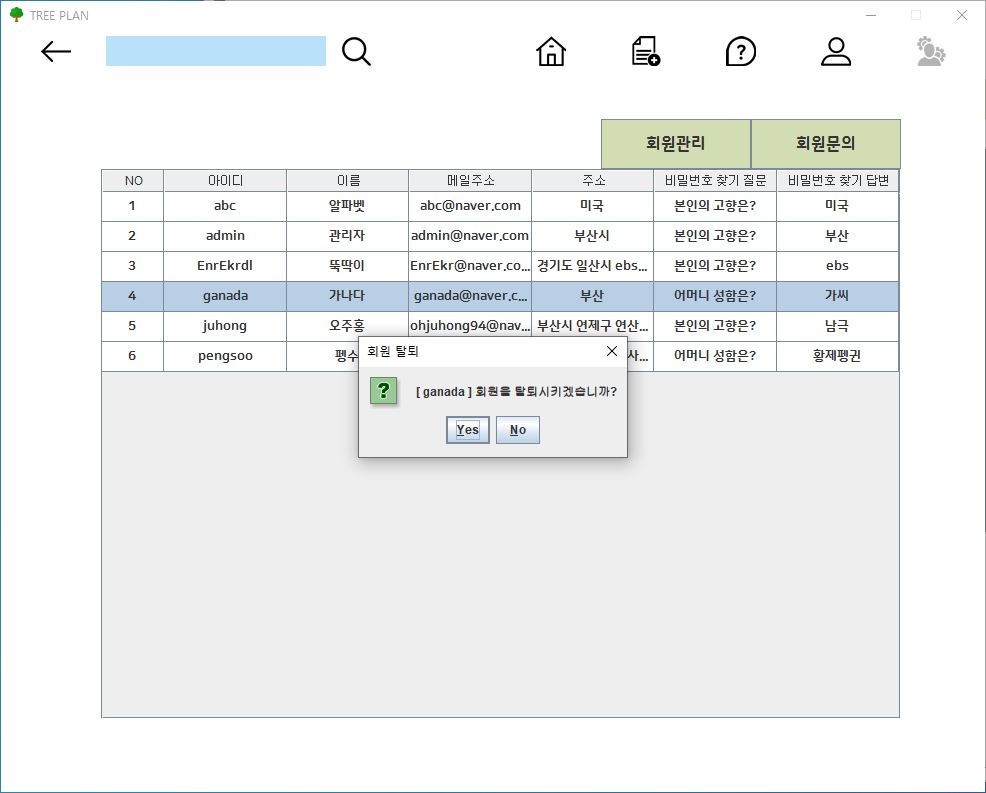 TREE PLAN
?
회원관리 회원문의
NO 아이디 이름 메일주소 주소 비밀번호 찾기 질문 비밀번호 찾기 답변
1 abc 알파벳 abc@naver.com 미국 본인의 고향은? 미국
2 admin 관리자 admin@naver.com 부산시 본인의 고향은? 부산
3 EnrEkrdl 뚝딱이 EnrEkr@naver.co... 경기도 일산시 ebs... 본인의 고향은? ebs
4 ganada 가나다 ganada@naver.c... 부산 어머니 성함은? 가씨
5 juhong 오주홍 ohjuhong94@nav... 부산시 연제구 연산... 본인의 고향은? 남극
6 pengsoo 펭수 사... 어머니 성함은? 황제펭귄
회원 탈퇴
? [ ganada ] 회원을 탈퇴시키겠습니까?
Yes No